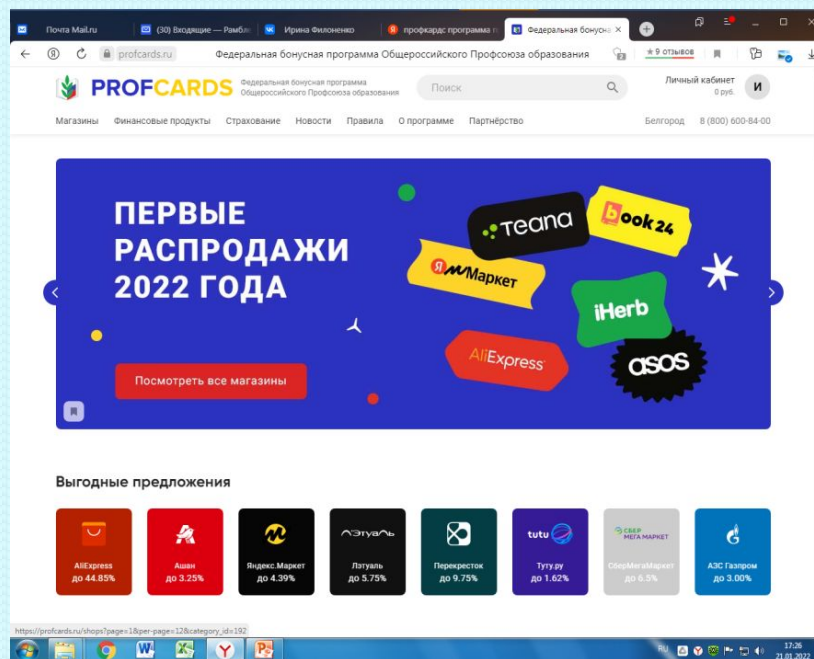 Почта Mail.ru
(30) Входящие — Рамбл
Ирина Филоненко
профкардс программа п
Федеральная бонусна
profcards.ru
Федеральная бонусная программа Общероссийского Профсоюза образования
★ 9 отзывов
PROFCARDS
Федеральная бонусная программа
Общероссийского Профсоюза образования
Поиск
Личный кабинет
0 руб.
И
Магазины Финансовые продукты Страхование Новости Правила О программе Партнёрство
Белгород 8 (800) 600-84-00
ПЕРВЫЕ
РАСПРОДАЖИ
2022 ГОДА
Посмотреть все магазины
Teana
book24
Я Маркет
iHerb
AliExpress
asos
Выгодные предложения
AliExpress
до 44.85%
Ашан
до 3.25%
Яндекс.Маркет
до 4.39%
Л'Этуаль
Лэтуаль
до 5.75%
Перекресток
до 9.75%
tutu
Туту.ру
до 1.62%
СБЕР
МЕГА МАРКЕТ
СберМегаМаркет
до 6.5%
АЗС Газпром
до 3.00%
https://profcards.ru/shops?page=1&per-page=12&category_id=192
RU
17:26
21.01.2022